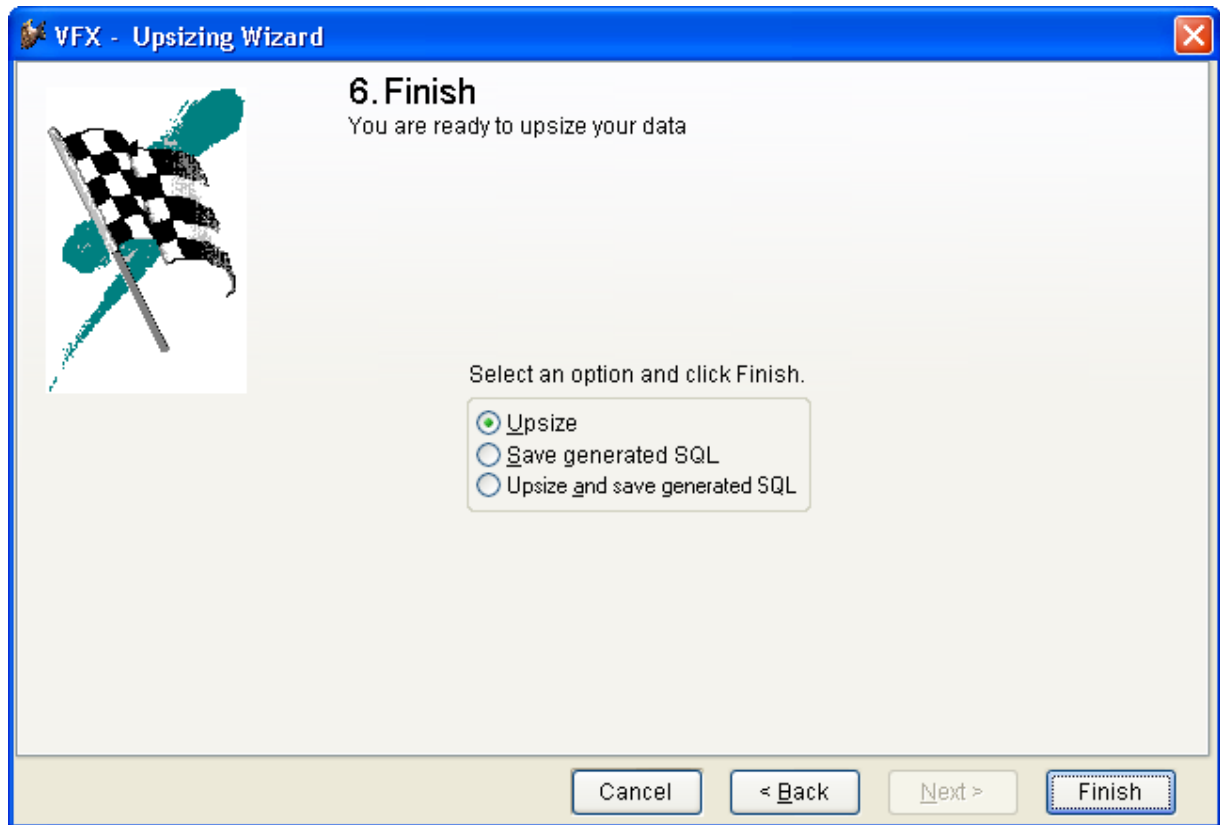 VFX - Upsizing Wizard
6. Finish
You are ready to upsize your data
Select an option and click Finish.
Upsize
Save generated SQL
Upsize and save generated SQL
Cancel
< Back
Next >
Finish